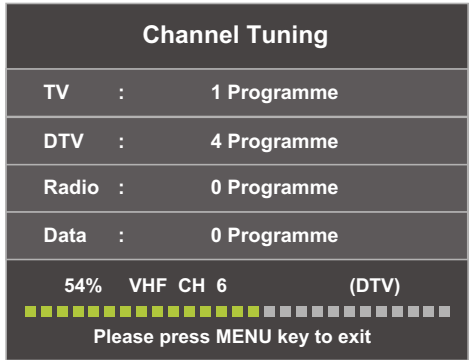 Channel Tuning
TV : 1 Programme
DTV : 4 Programme
Radio : 0 Programme
Data : 0 Programme
54% VHF CH 6 (DTV)
Please press MENU key to exit